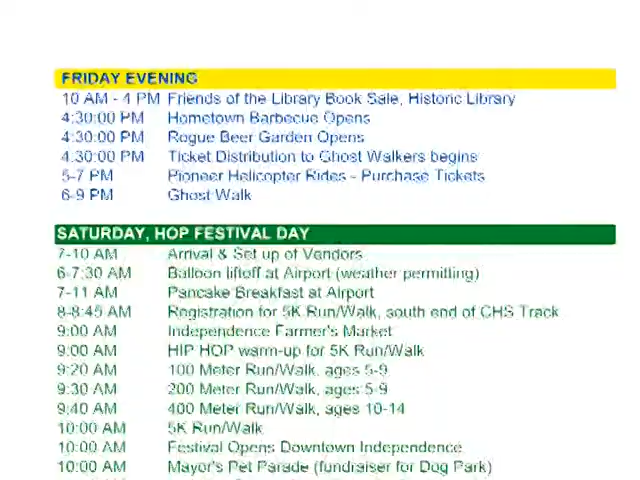 FRIDAY EVENING
10 AM - 4 PM Friends of the Library Book Sale, Historic Library
4:30:00 PM Hometown Barbecue Opens
4:30:00 PM Rogue Beer Garden Opens
4:30:00 PM Ticket Distribution to Ghost Walkers begins
5-7 PM Pioneer Helicopter Rides - Purchase Tickets
6-9 PM Ghost Walk
SATURDAY, HOP FESTIVAL DAY
7-10 AM Arrival & Set up of Vendors
6-7:30 AM Balloon liftoff at Airport (weather permitting)
7-11 AM Pancake Breakfast at Airport
8-8:45 AM Registration for 5K Run/Walk, south end of CHS Track
9:00 AM Independence Farmer's Market
9:00 AM HIP HOP warm-up for 5K Run/Walk
9:20 AM 100 Meter Run/Walk, ages 5-9
9:30 AM 200 Meter Run/Walk, ages 5-9
9:40 AM 400 Meter Run/Walk, ages 10-14
10:00 AM 5K Run/Walk
10:00 AM Festival Opens Downtown Independence
10:00 AM Mayor's Pet Parade (fundraiser for Dog Park)